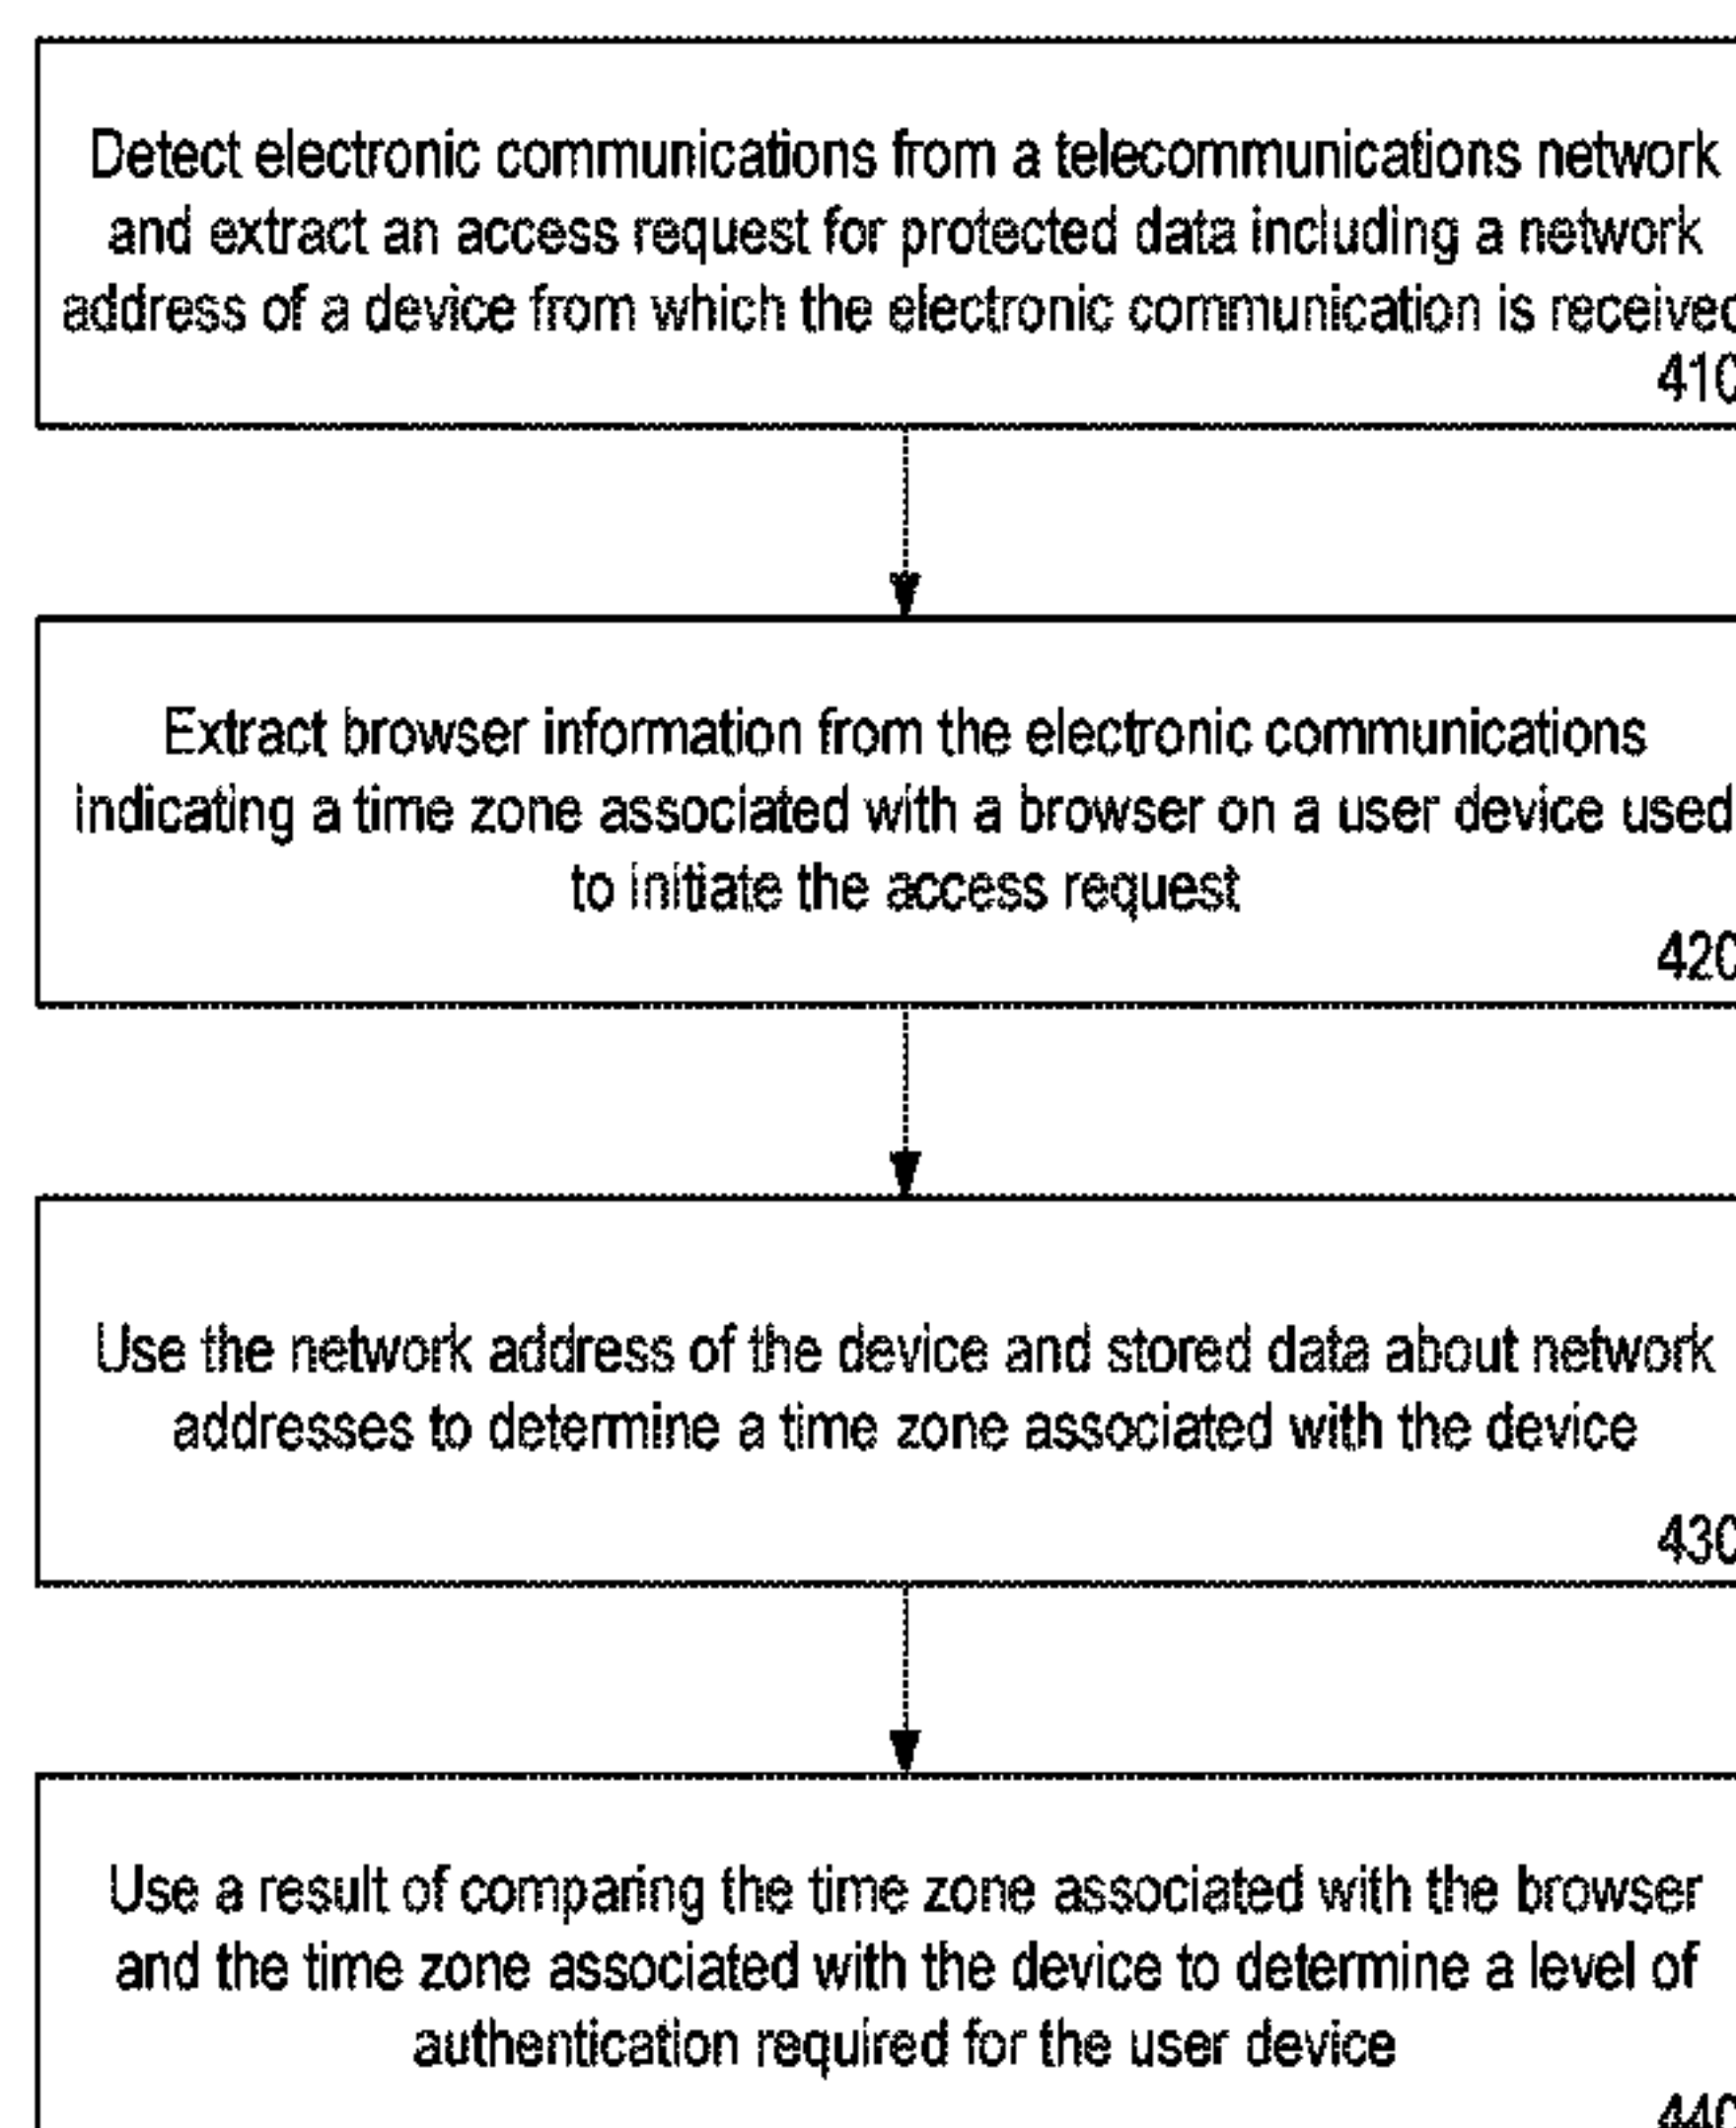 Detect electronic communications from a telecommunications network
and extract an access request for protected data including a network
address of a device from which the electronic communication is received
410
Extract browser information from the electronic communications
indicating a time zone associated with a browser on a user device used
to initiate the access request
420
Use the network address of the device and stored data about network
addresses to determine a time zone associated with the device
430
Use a result of comparing the time zone associated with the browser
and the time zone associated with the device to determine a level of
authentication required for the user device
440